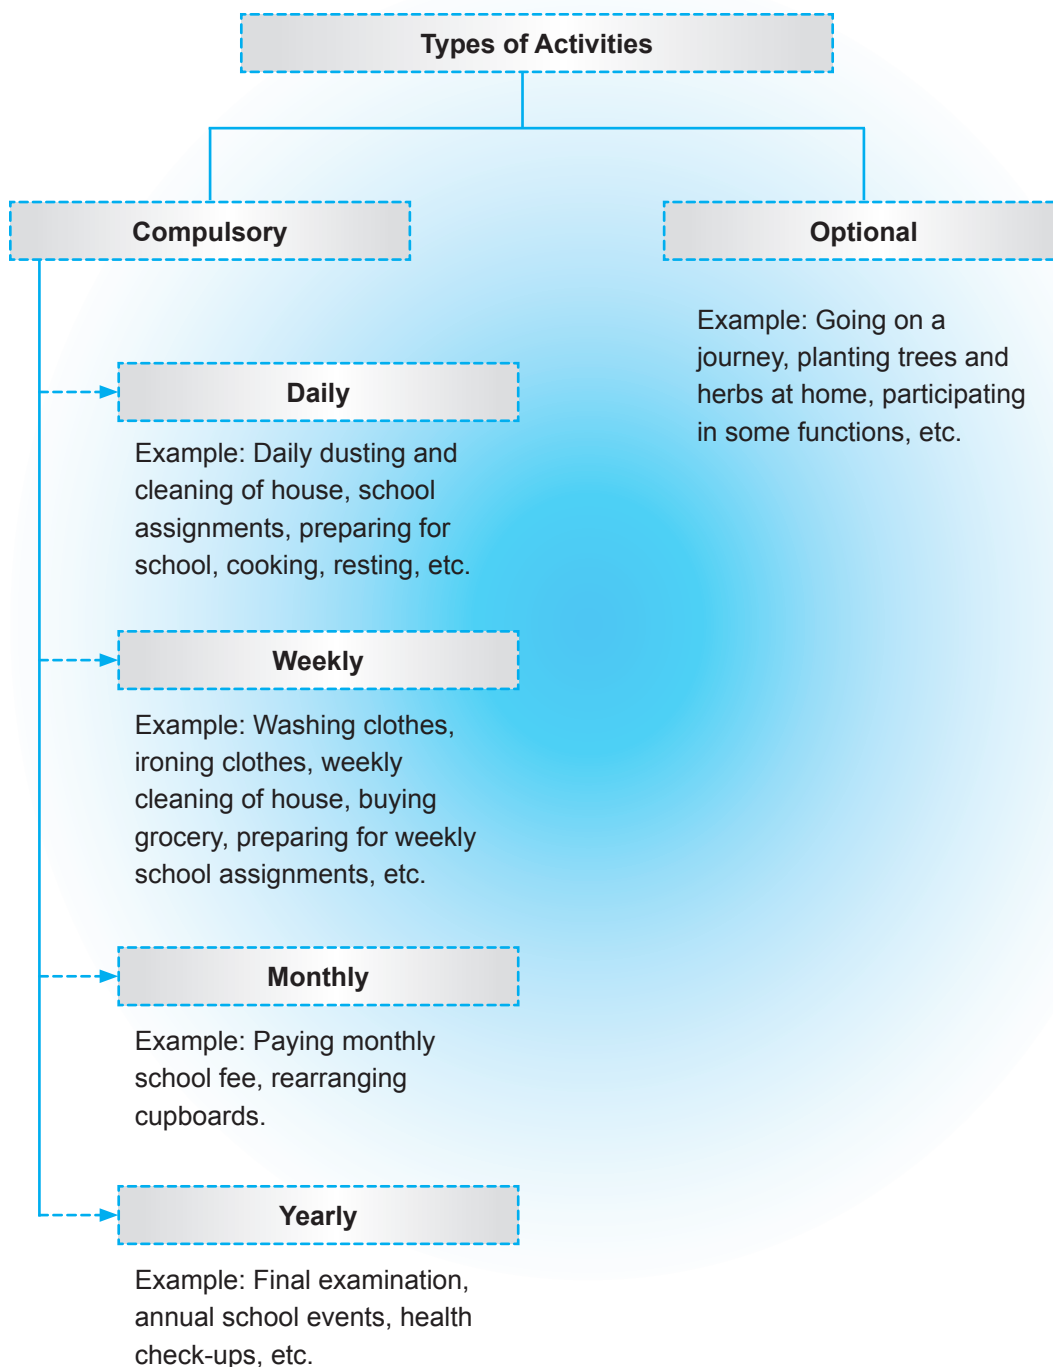 Types of Activities
Compulsory
Optional
Example: Going on a
journey, planting trees and
herbs at home, participating
in some functions, etc.
Daily
Example: Daily dusting and
cleaning of house, school
assignments, preparing for
school, cooking, resting, etc.
Weekly
Example: Washing clothes,
ironing clothes, weekly
cleaning of house, buying
grocery, preparing for weekly
school assignments, etc.
Monthly
Example: Paying monthly
school fee, rearranging
cupboards.
Yearly
Example: Final examination,
annual school events, health
check-ups, etc.